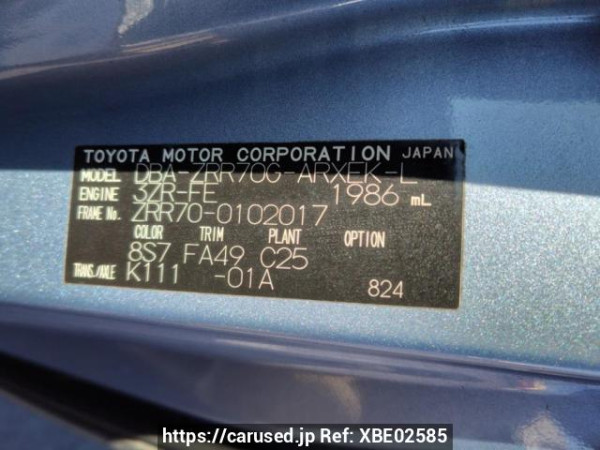 TOYOTA MOTOR CORPORATION JAPAN
MODEL DBA-ZRR70G-ARXEK-L
ENGINE 3ZR-FE 1986 mL
FRAME No. ZRR70-0102017
COLOR TRIM PLANT OPTION
8S7 FA49 C25
TRANS./AXLE K111 -01A 824
https://carused.jp Ref: XBE02585